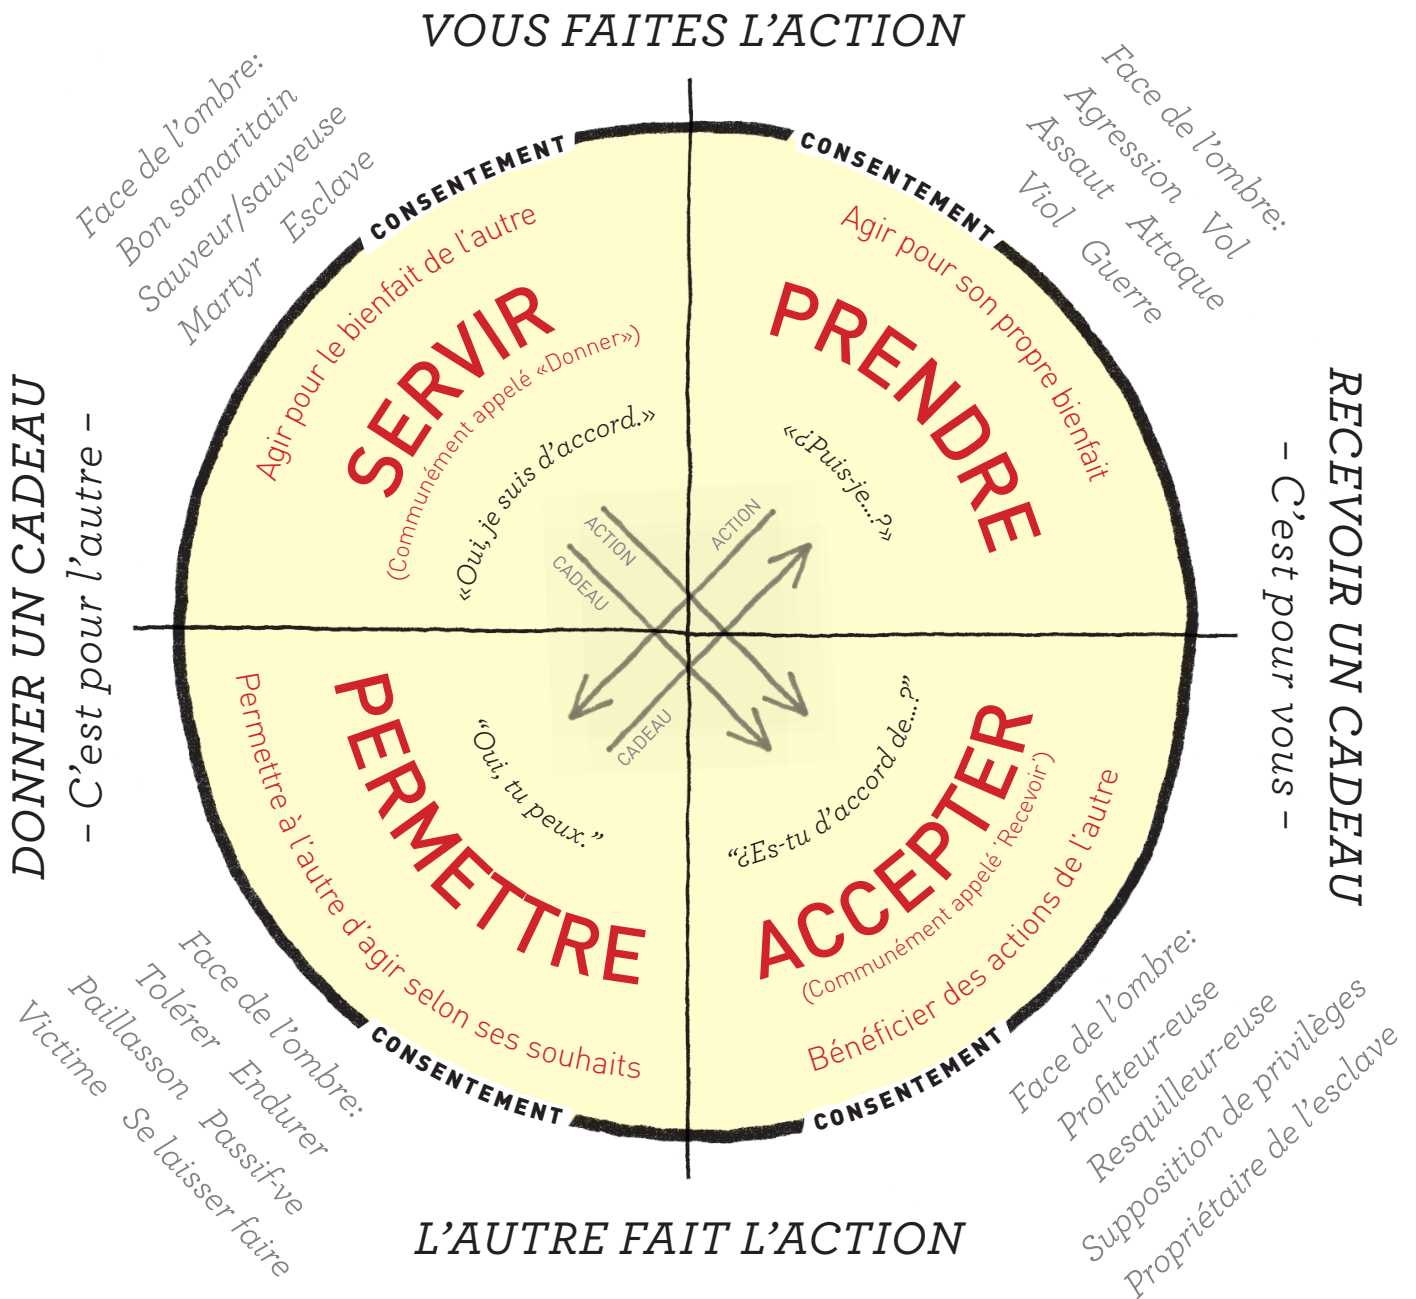 VOUS FAITES L’ACTION
Face de l’ombre:
Bon samaritain
Sauveur/sauveuse
Martyr Esclave
Face de l’ombre:
Agression Vol
Assaut Attaque
Viol Guerre
CONSENTEMENT
CONSENTEMENT
Agir pour le bienfait de l’autre
SERVIR
(Communément appelé «Donner»)
«Oui, je suis d’accord.»
Agir pour son propre bienfait
PRENDRE
«¿Puis-je...?»
DONNER UN CADEAU
– C’est pour l’autre –
RECEVOIR UN CADEAU
– C’est pour vous –
ACTION
CADEAU
ACTION
CADEAU
“Oui, tu peux.”
PERMETTRE
Permettre à l’autre d’agir selon ses souhaits
“¿Es-tu d’accord de...?”
ACCEPTER
(Communément appelé ‘Recevoir’)
Bénéficier des actions de l’autre
CONSENTEMENT
CONSENTEMENT
Face de l’ombre:
Tolérer Endurer
Paillasson Passif-ve
Victime Se laisser faire
Face de l’ombre:
Profiteur-euse
Resquilleur-euse
Supposition de privilèges
Propriétaire de l’esclave
L’AUTRE FAIT L’ACTION